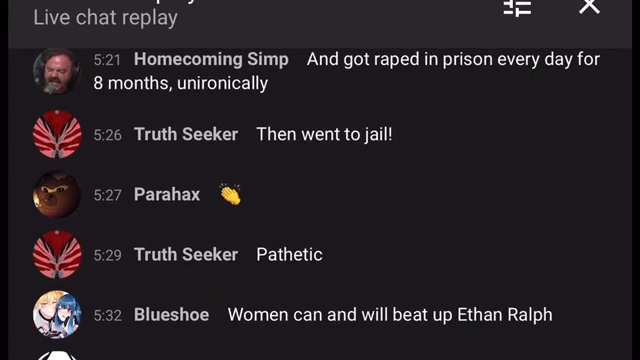 Live chat replay
5:21 Homecoming Simp And got raped in prison every day for
8 months, unironically
5:26 Truth Seeker Then went to jail!
5:27 Parahax 👏
5:29 Truth Seeker Pathetic
5:32 Blueshoe Women can and will beat up Ethan Ralph